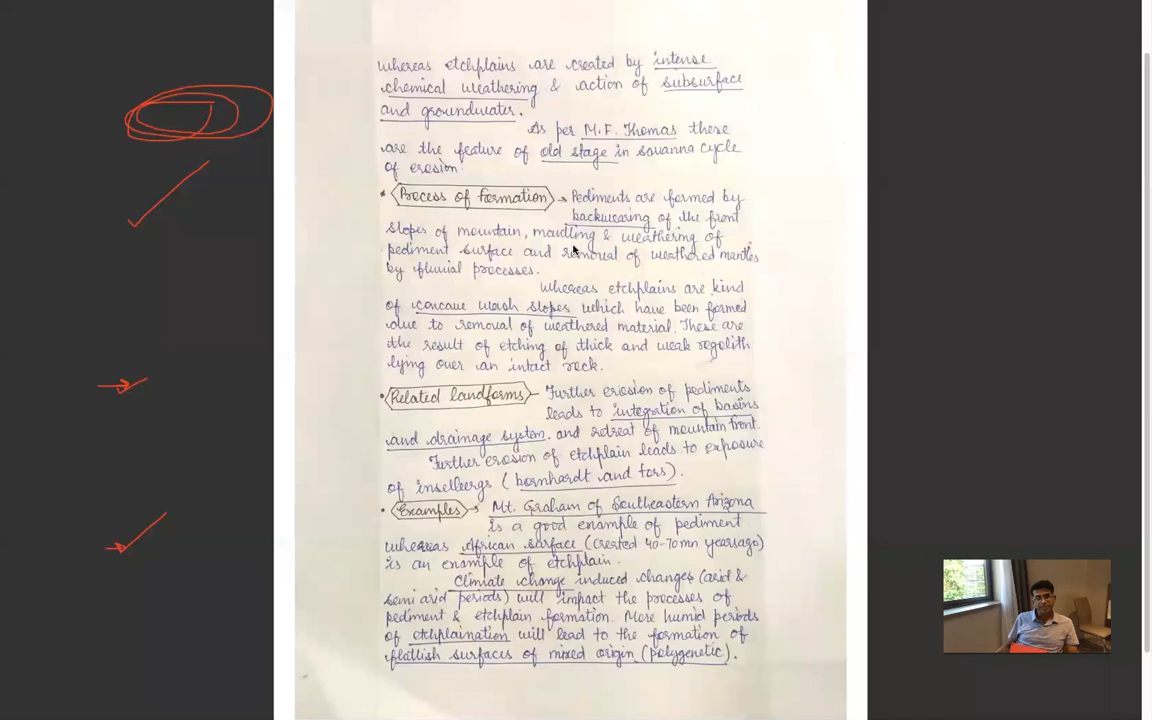 whereas etchplains are created by intense
chemical weathering & action of subsurface
and groundwater.
As per M.F. Thomas these
are the feature of old stage in savanna cycle
of erosion
• Process of formation → Pediments are formed by
backwearing of the front
slopes of mountain, mantling & weathering of
pediment surface and removal of weathered mantles
by fluvial processes.
whereas etchplains are kind
of concave wash slopes which have been formed
due to removal of weathered material. These are
the result of etching of thick and weak regolith
lying over an intact rock.
• Related landforms - Further erosion of pediments
leads to integration of basins
and drainage system. and retreat of mountain front.
Further erosion of etchplain leads to exposure
of inselbergs (bornhardt and tors).
• Examples → Mt. Graham of Southeastern Arizona
is a good example of pediment
whereas African surface (created 40-70mn years ago)
is an example of etchplain.
Climate change induced changes (arid &
semi arid periods) will impact the processes of
pediment & etchplain formation. More humid periods
of etchplaination will lead to the formation of
flattish surfaces of mixed origin (polygenetic).